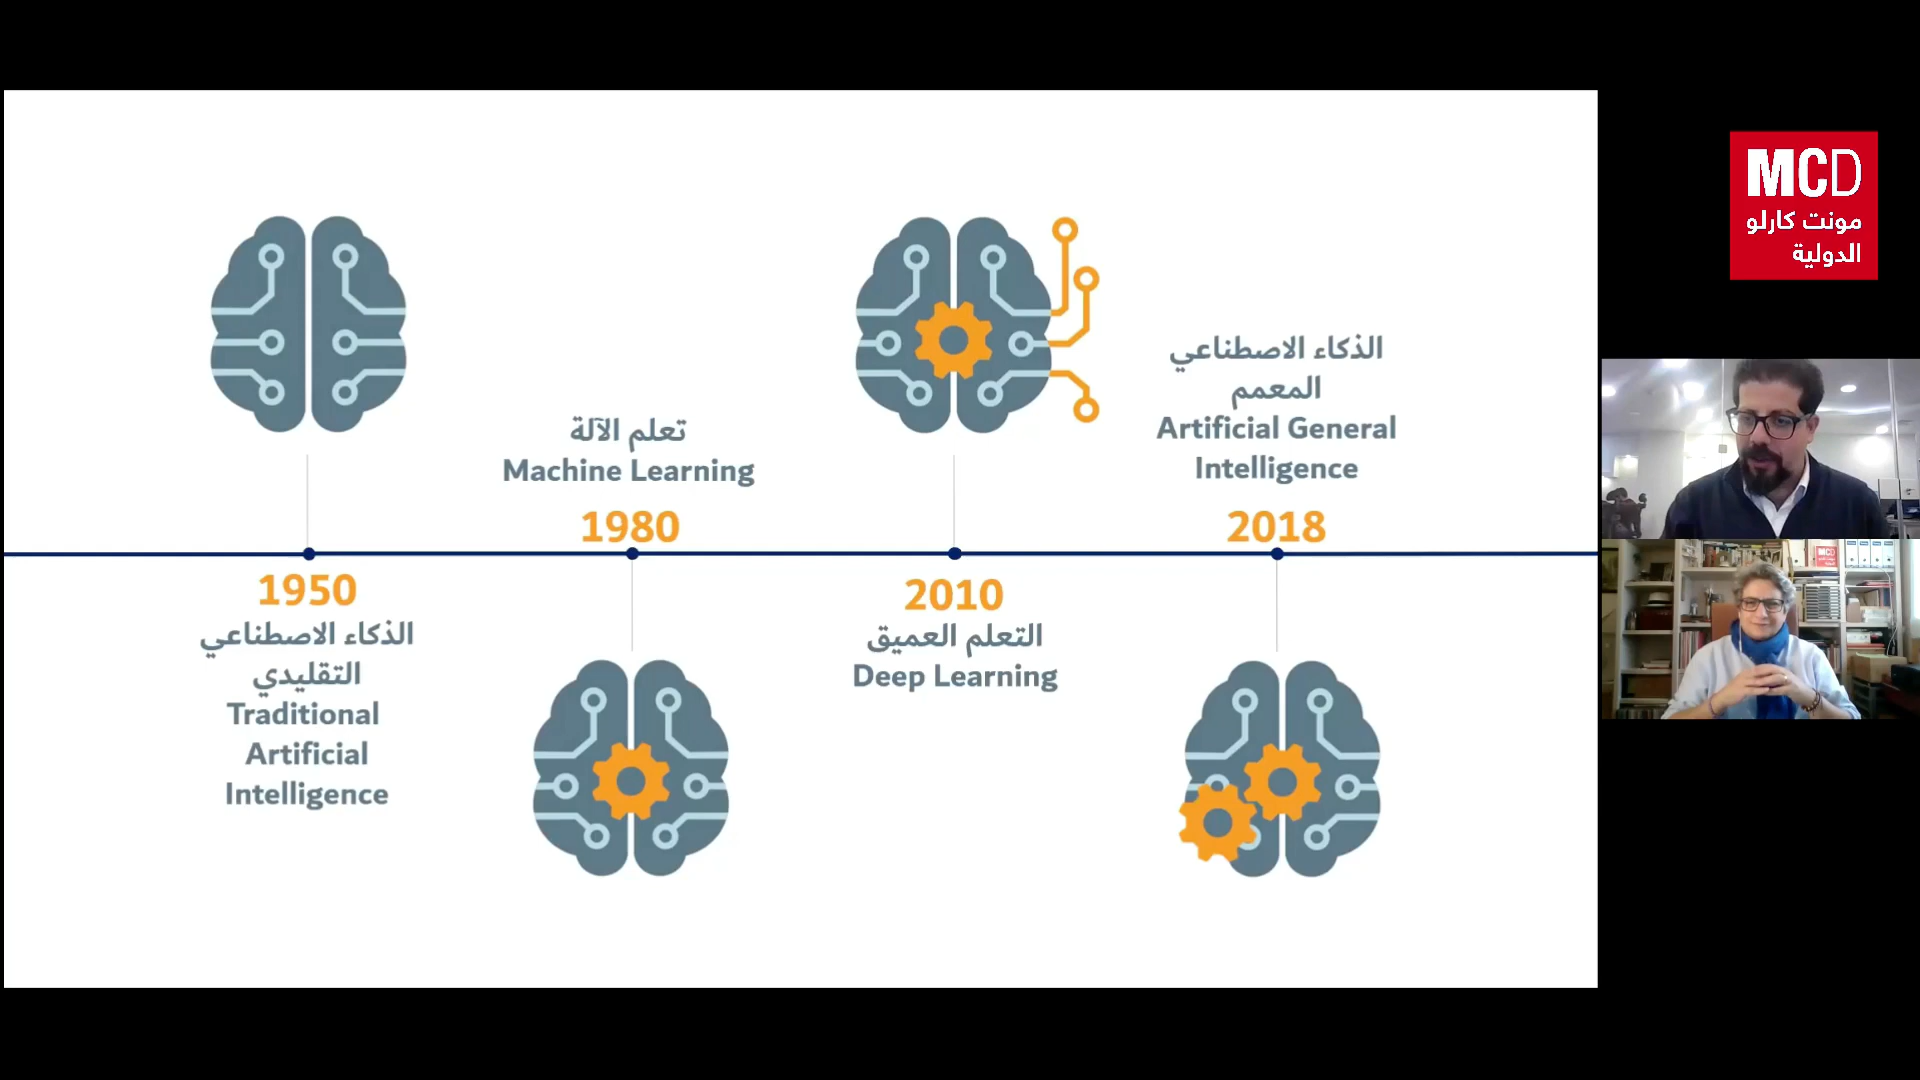 1950
الذكاء الاصطناعي
التقليدي
Traditional
Artificial
Intelligence
تعلم الآلة
Machine Learning
1980
2010
التعلم العميق
Deep Learning
الذكاء الاصطناعي
المعمم
Artificial General
Intelligence
2018
MCD
مونت كارلو
الدولية
MCD